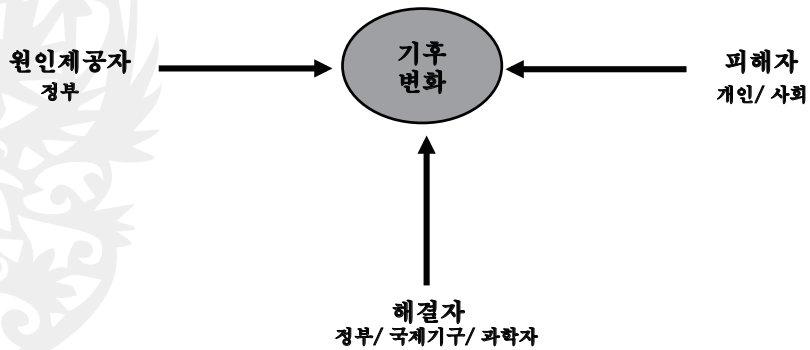 원인제공자
정부
기후
변화
피해자
개인/ 사회
해결자
정부/ 국제기구/ 과학자